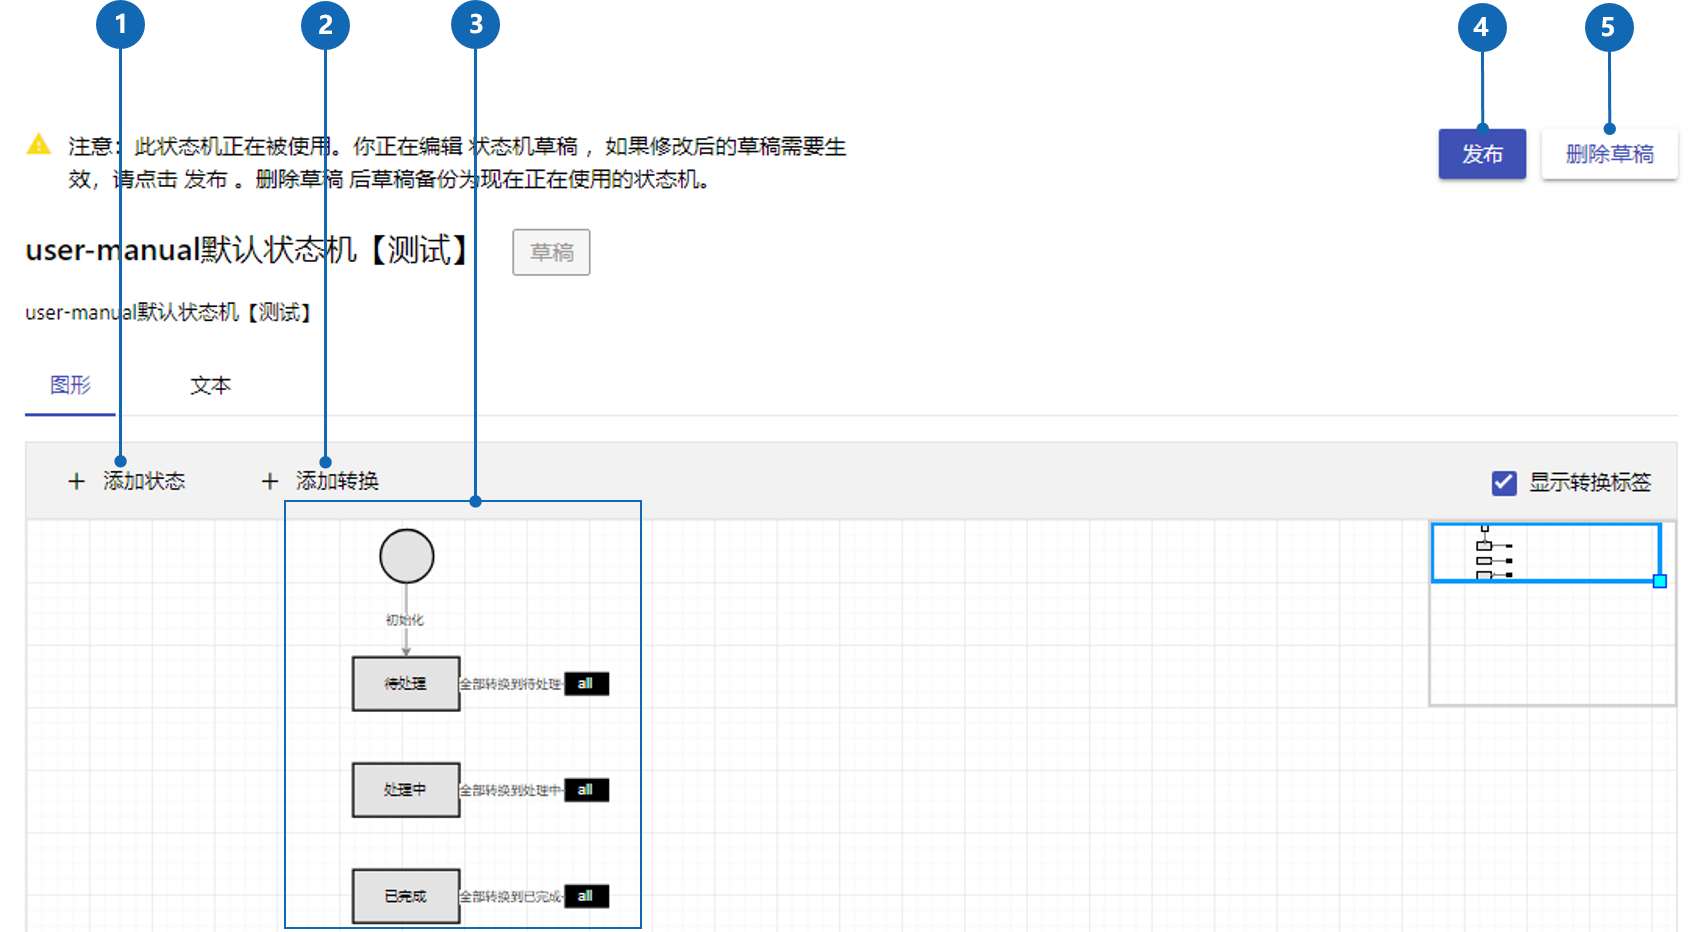 1
2
3
4
5
注意：此状态机正在被使用。你正在编辑 状态机草稿 ，如果修改后的草稿需要生
效，请点击 发布 。删除草稿 后草稿备份为现在正在使用的状态机。
发布
删除草稿
user-manual默认状态机【测试】
草稿
user-manual默认状态机【测试】
图形
文本
+ 添加状态
+ 添加转换
显示转换标签
初始化
待处理
全部转换到待处理
all
处理中
全部转换到处理中
all
已完成
全部转换到已完成
all